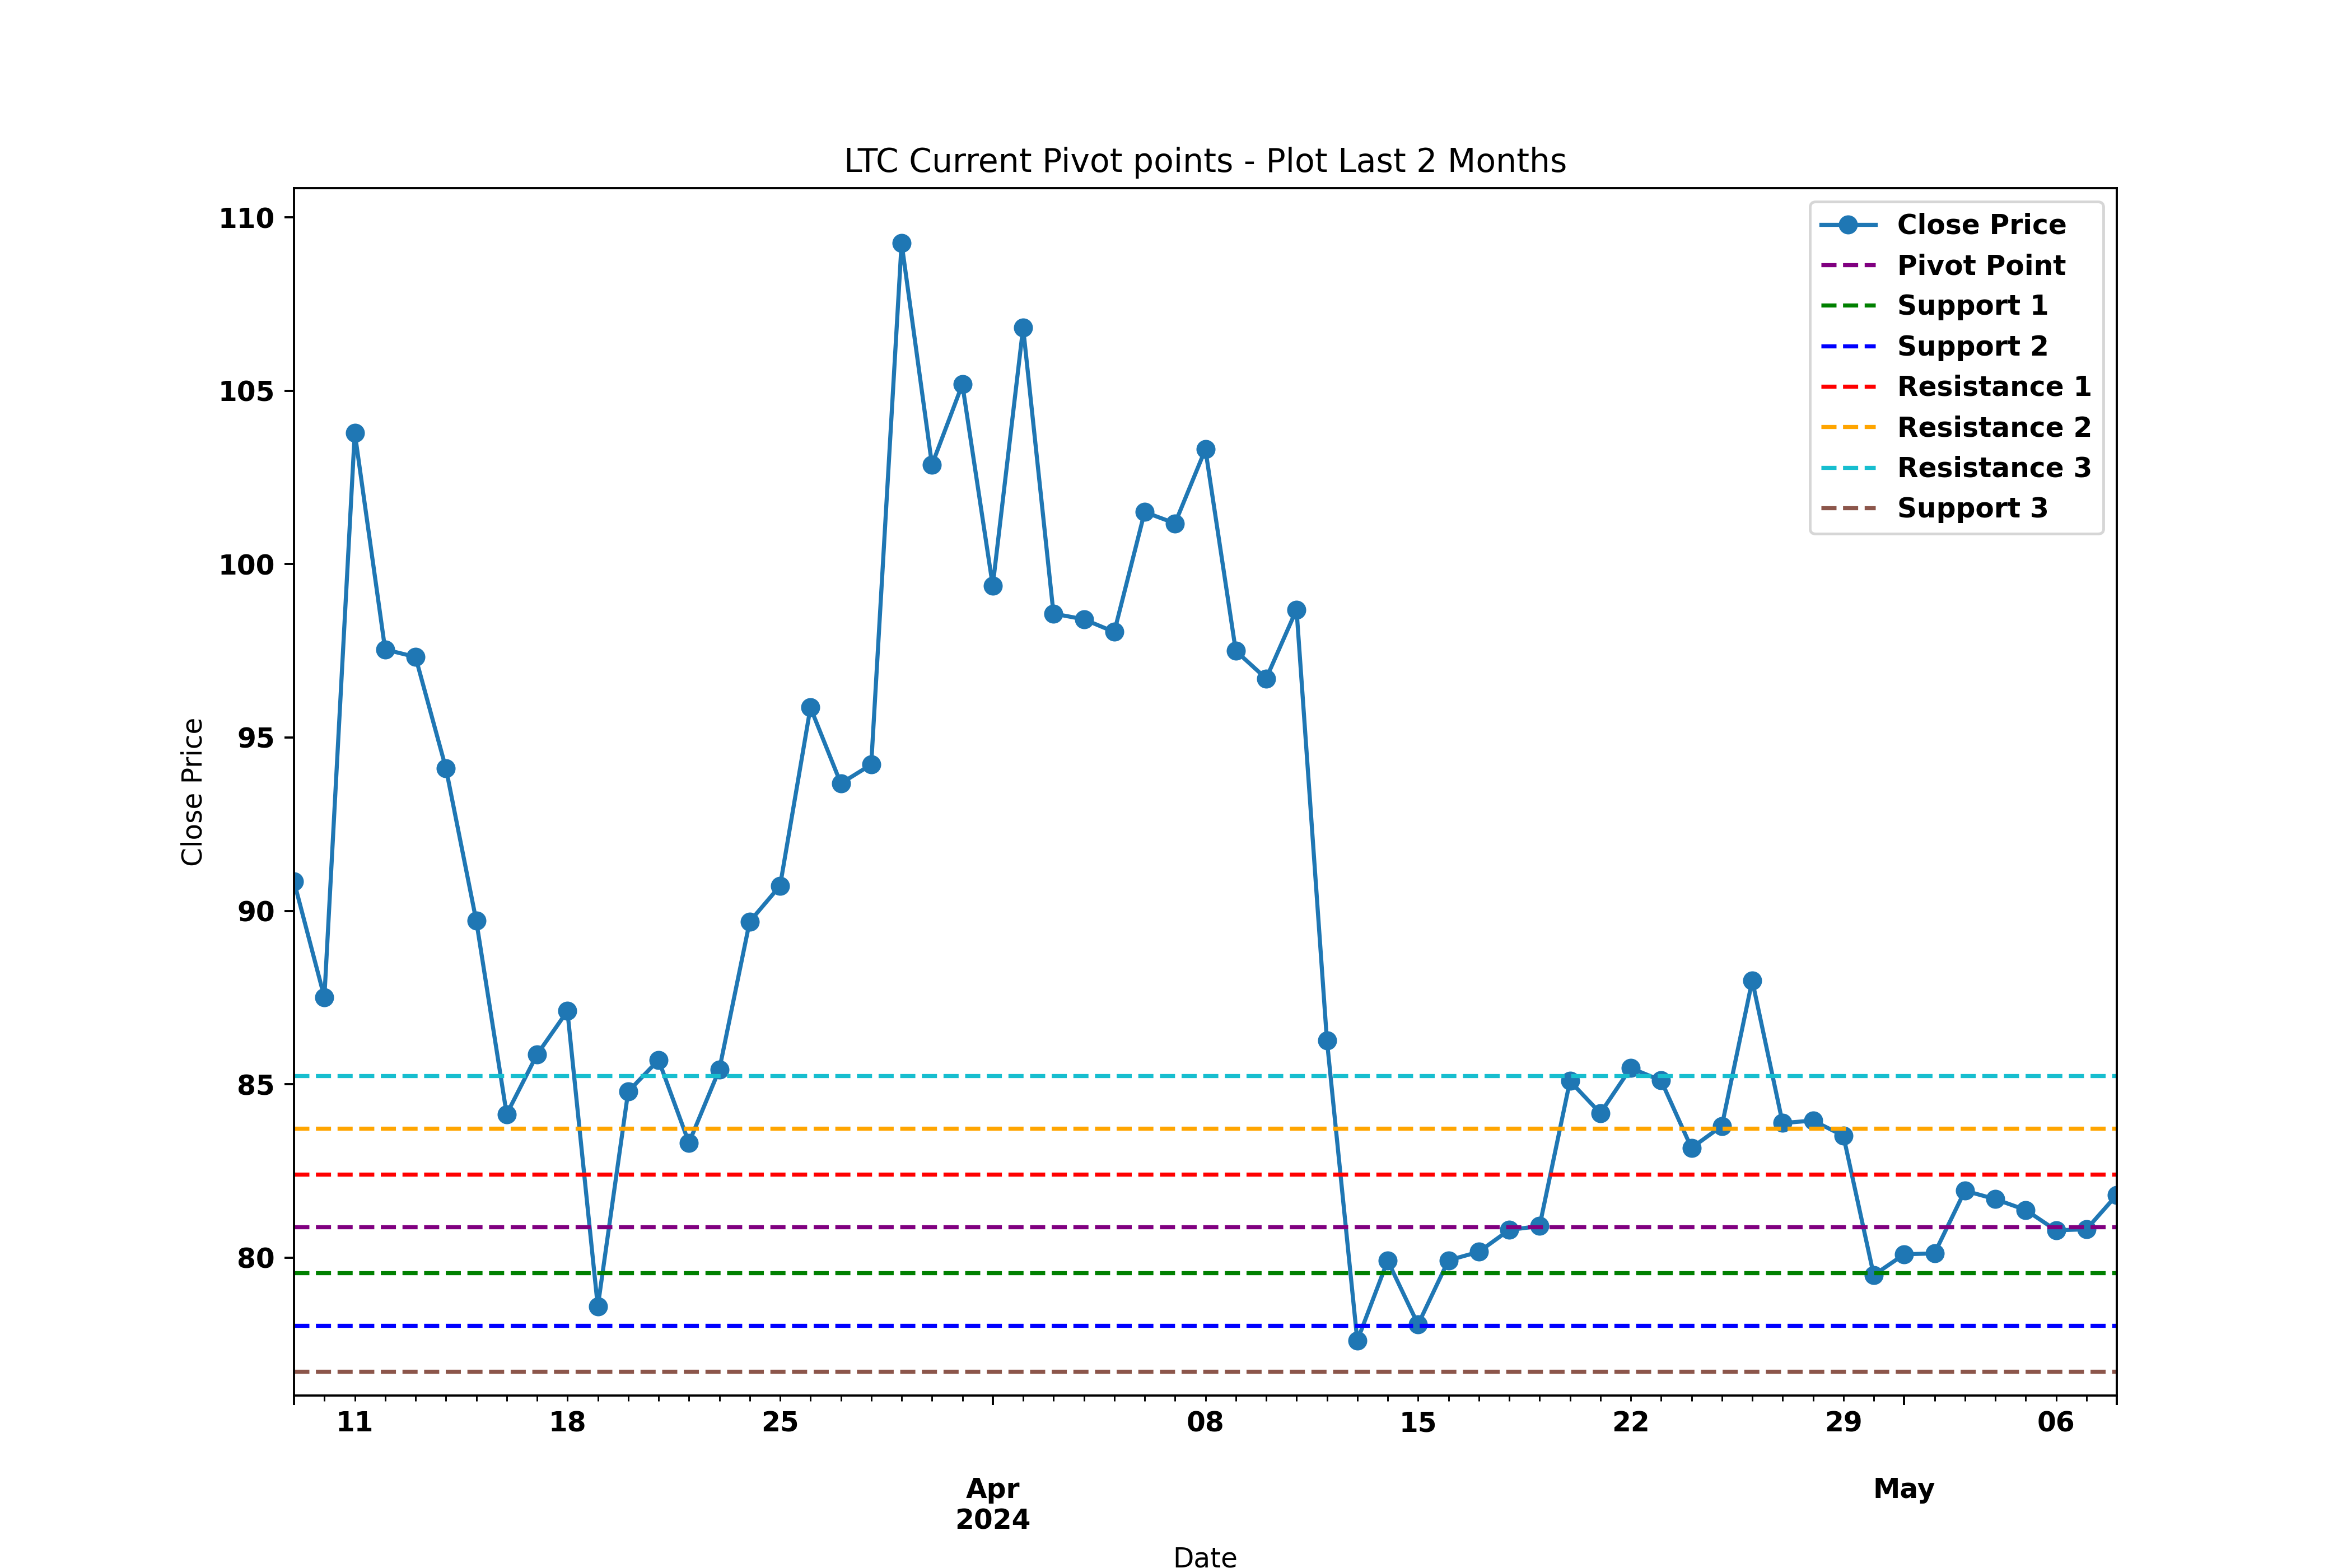 LTC Current Pivot points - Plot Last 2 Months
110
105
100
95
90
85
80
Close Price
Close Price
Pivot Point
Support 1
Support 2
Resistance 1
Resistance 2
Resistance 3
Support 3
11 18 25 08 15 22 29 06
Apr May
2024
Date